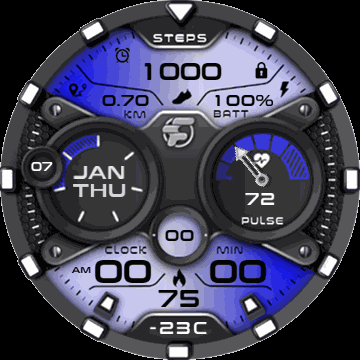 STEPS
1000
0.70 100%
KM BATT
07
JAN
THU
72
PULSE
00
CLOCK MIN
AM 00 00
75
-23C